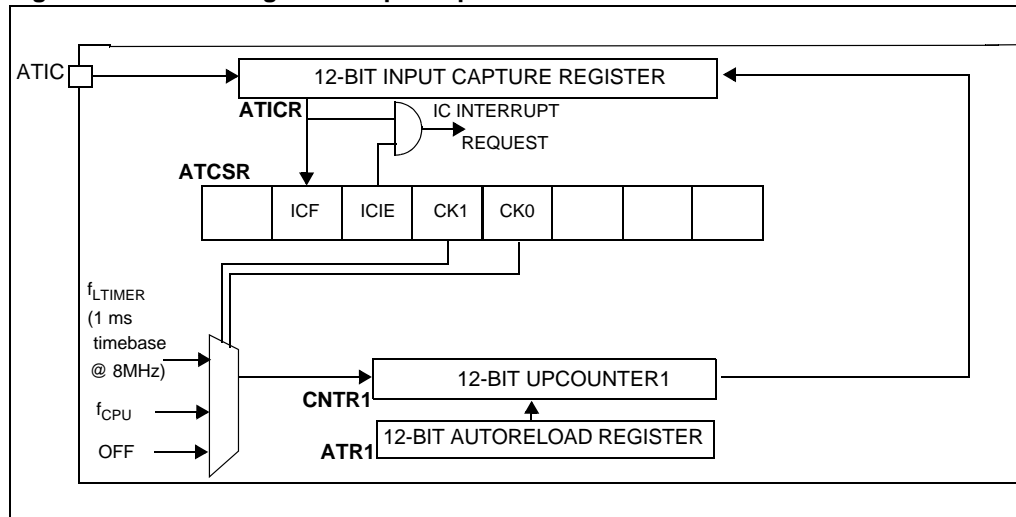 ATIC
12-BIT INPUT CAPTURE REGISTER
ATICR
IC INTERRUPT
REQUEST
ATCSR
ICF
ICIE
CK1
CK0
fLTIMER
(1 ms
timebase
@ 8MHz)
fCPU
OFF
12-BIT UPCOUNTER1
CNTR1
12-BIT AUTORELOAD REGISTER
ATR1